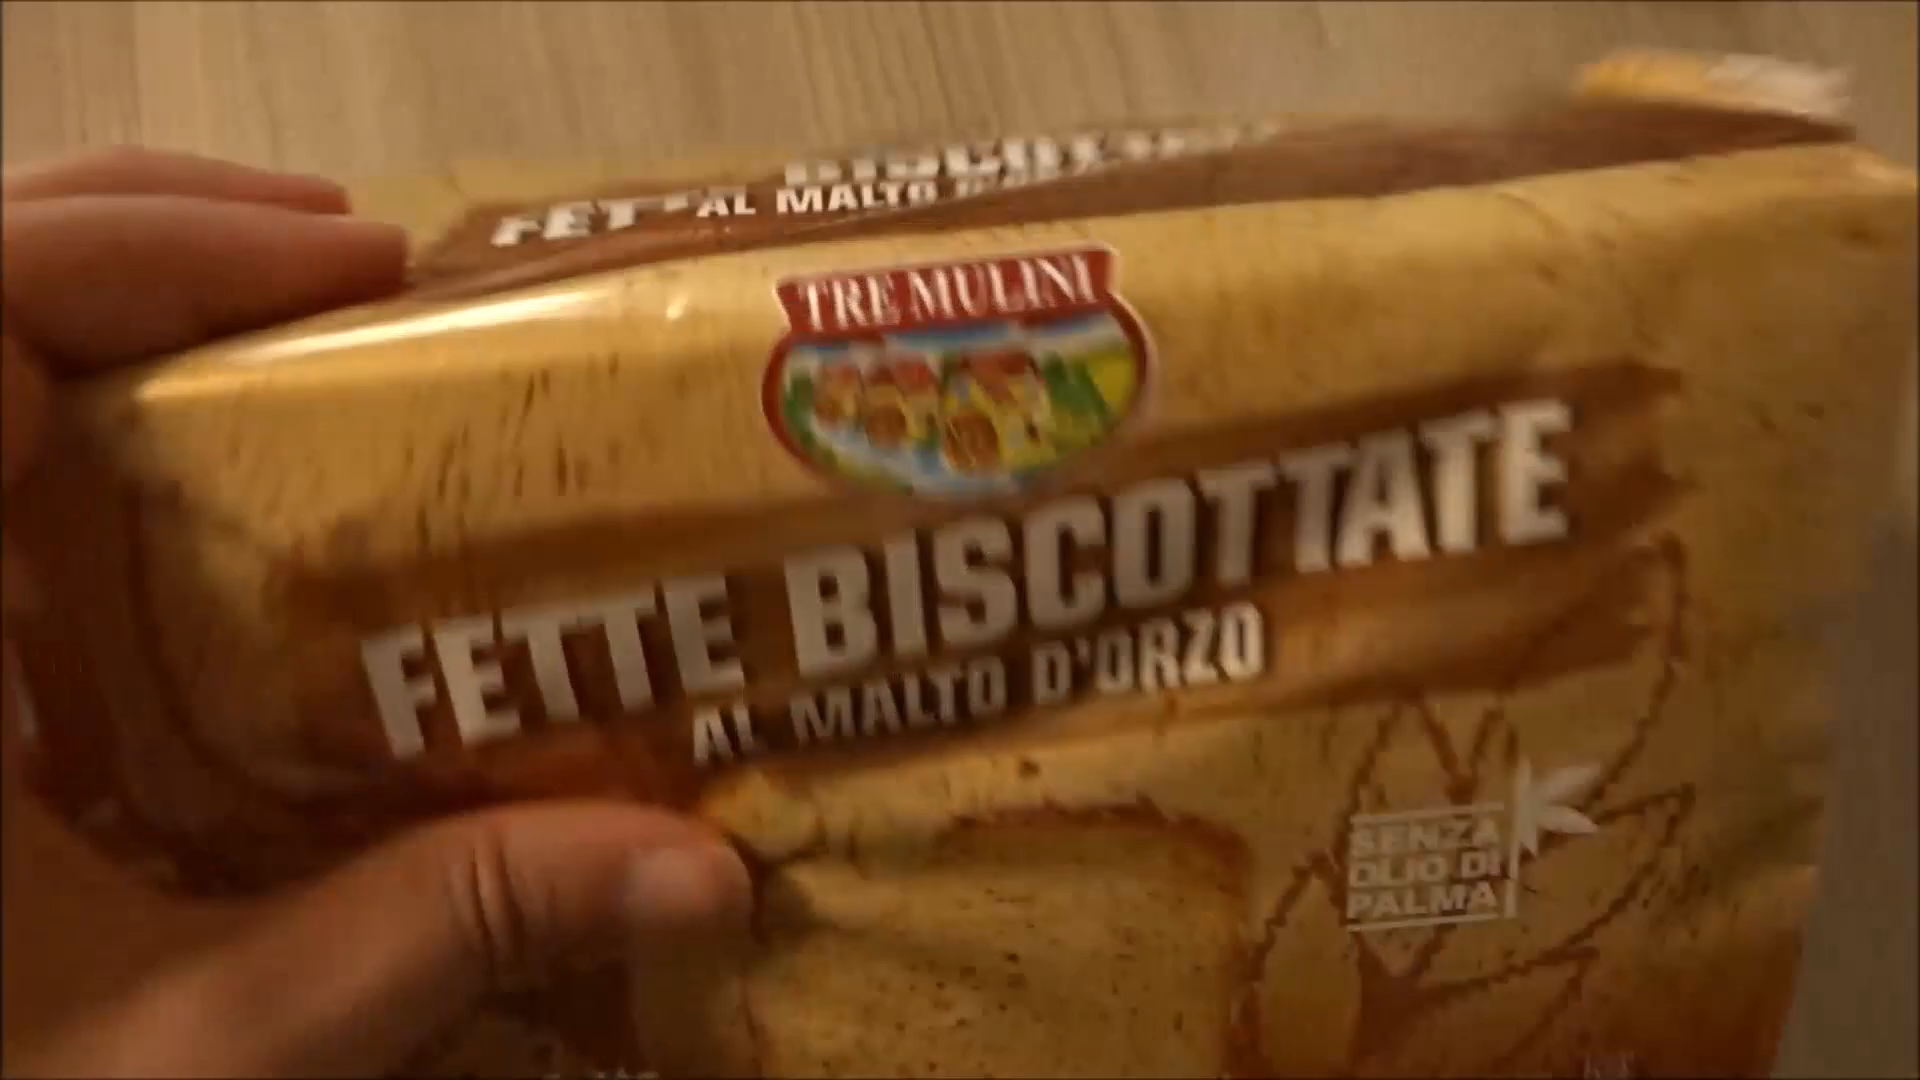 BISCOTTATE
FETTE
AL MALTO D'ORZO
TRE MULINI
FETTE BISCOTTATE
AL MALTO D'ORZO
SENZA
OLIO DI
PALMA